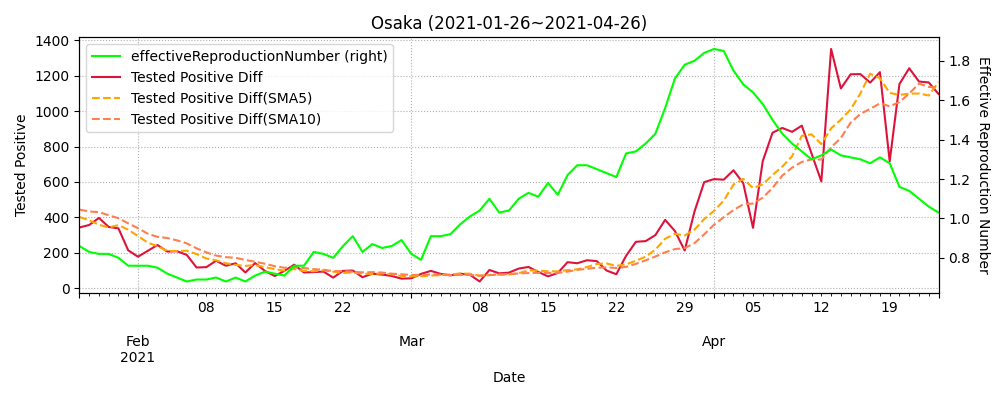 Osaka (2021-01-26~2021-04-26)
effectiveReproductionNumber (right)
Tested Positive Diff
Tested Positive Diff(SMA5)
Tested Positive Diff(SMA10)
Tested Positive
1400
1200
1000
800
600
400
200
0
1.8
1.6
1.4
1.2
1.0
0.8
Effective Reproduction Number
08 15 22 08 15 22 29 05 12 19
Feb Mar Apr
2021
Date